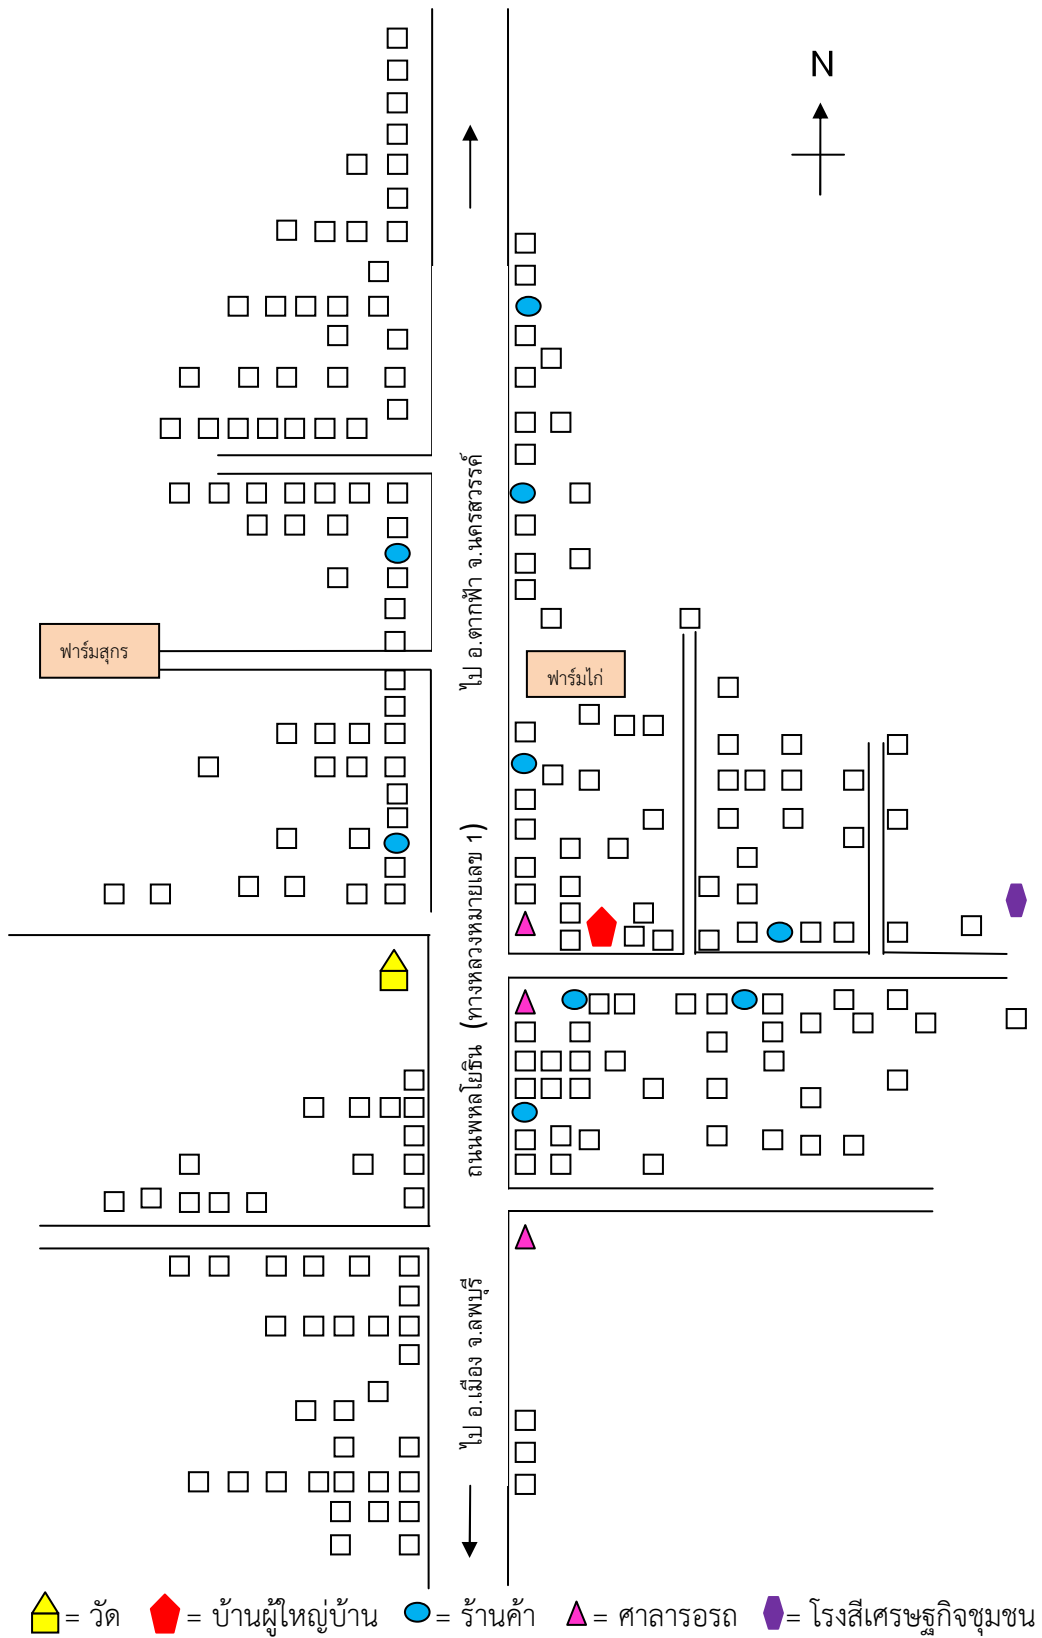 N
ไป อ.ตากฟ้า จ.นครสวรรค์
ฟาร์มสุกร
ฟาร์มไก่
ถนนพหลโยธิน (ทางหลวงหมายเลข 1)
ไป อ.เมือง จ.ลพบุรี
= วัด = บ้านผู้ใหญ่บ้าน = ร้านค้า = ศาลารอรถ = โรงสีเศรษฐกิจชุมชน